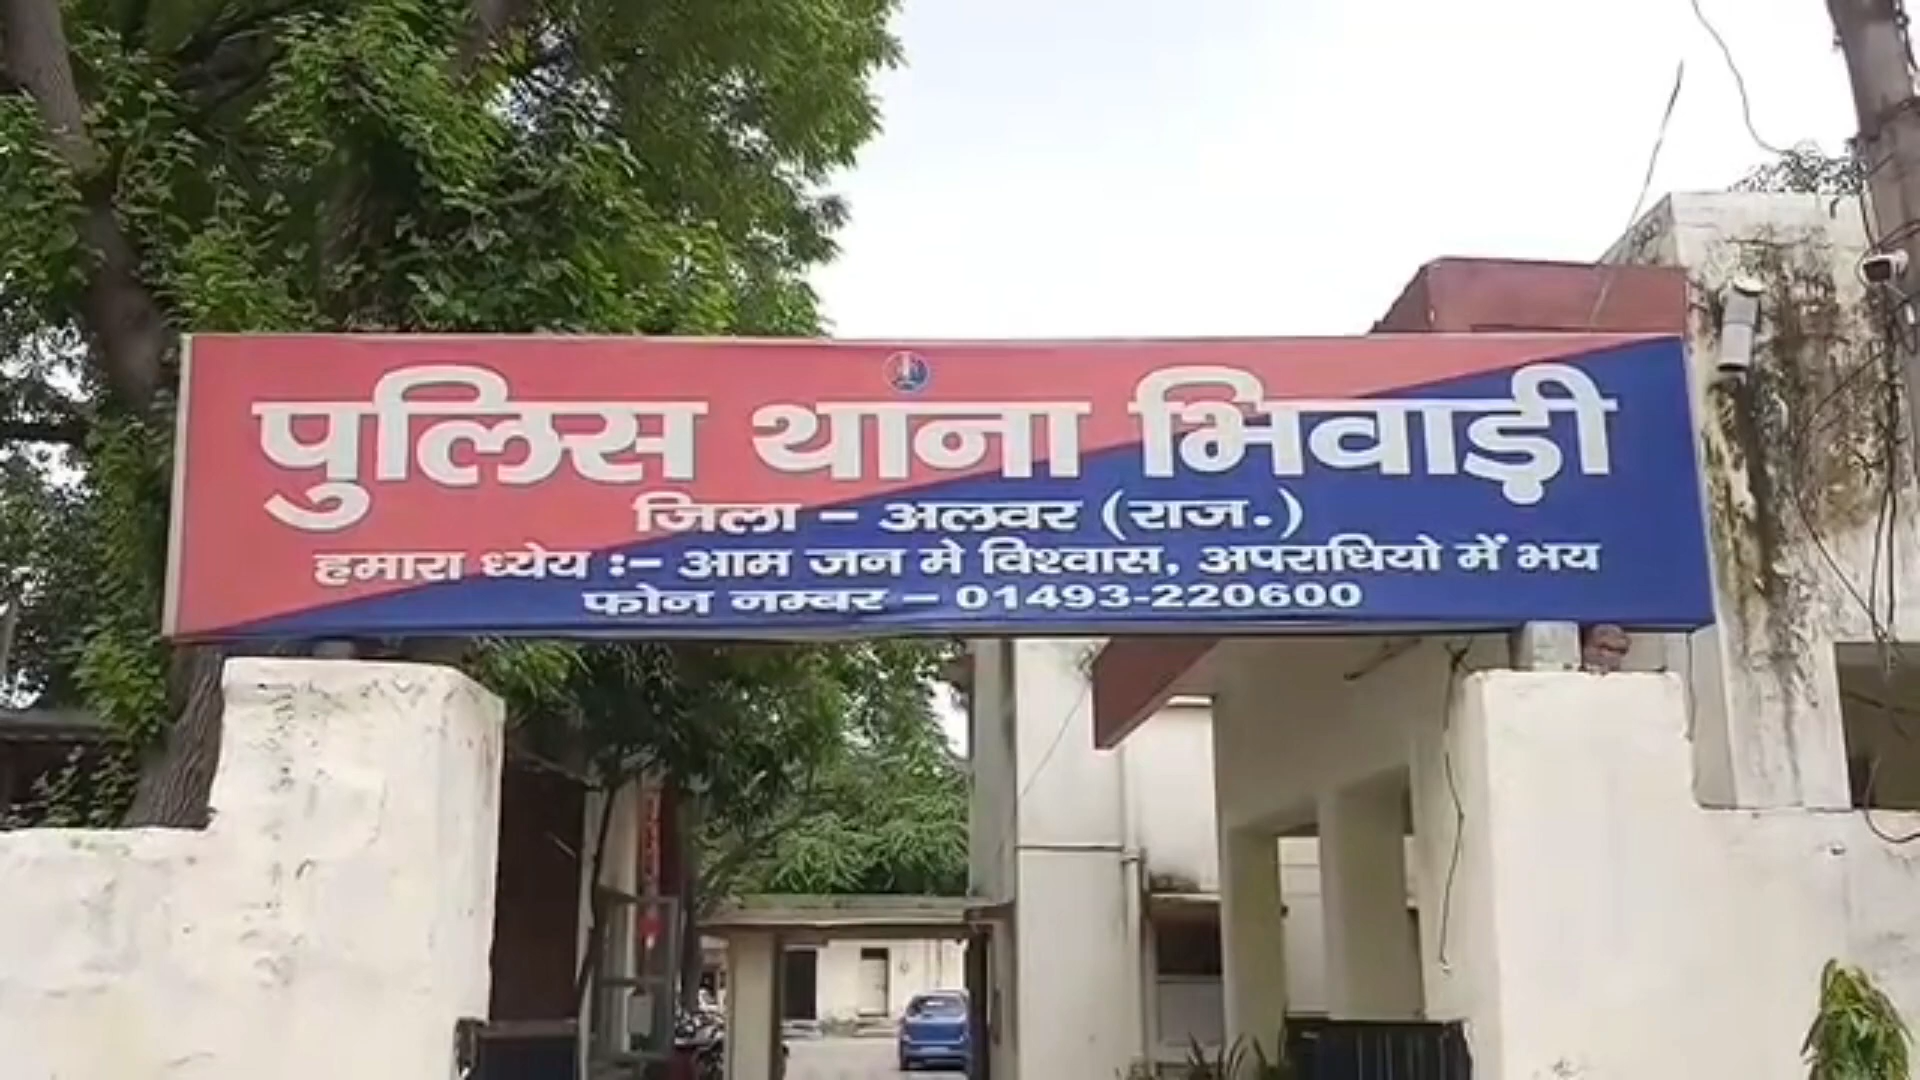 पुलिस थाना भिवाड़ी
जिला - अलवर (राज.)
हमारा ध्येय :- आम जन मे विश्वास, अपराधियो में भय
फोन नम्बर - 01493-220600